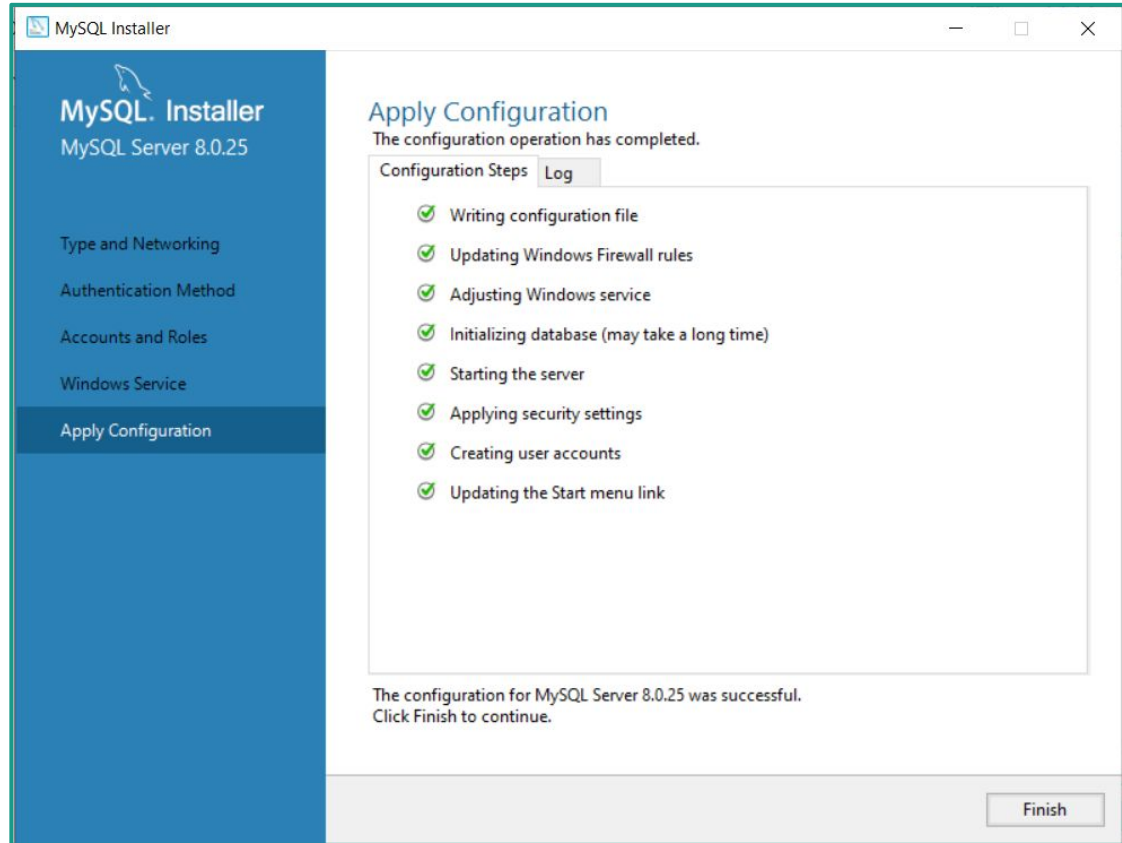 MySQL Installer
MySQL. Installer
MySQL Server 8.0.25
Type and Networking
Authentication Method
Accounts and Roles
Windows Service
Apply Configuration
Apply Configuration
The configuration operation has completed.
Configuration Steps Log
Writing configuration file
Updating Windows Firewall rules
Adjusting Windows service
Initializing database (may take a long time)
Starting the server
Applying security settings
Creating user accounts
Updating the Start menu link
The configuration for MySQL Server 8.0.25 was successful.
Click Finish to continue.
Finish